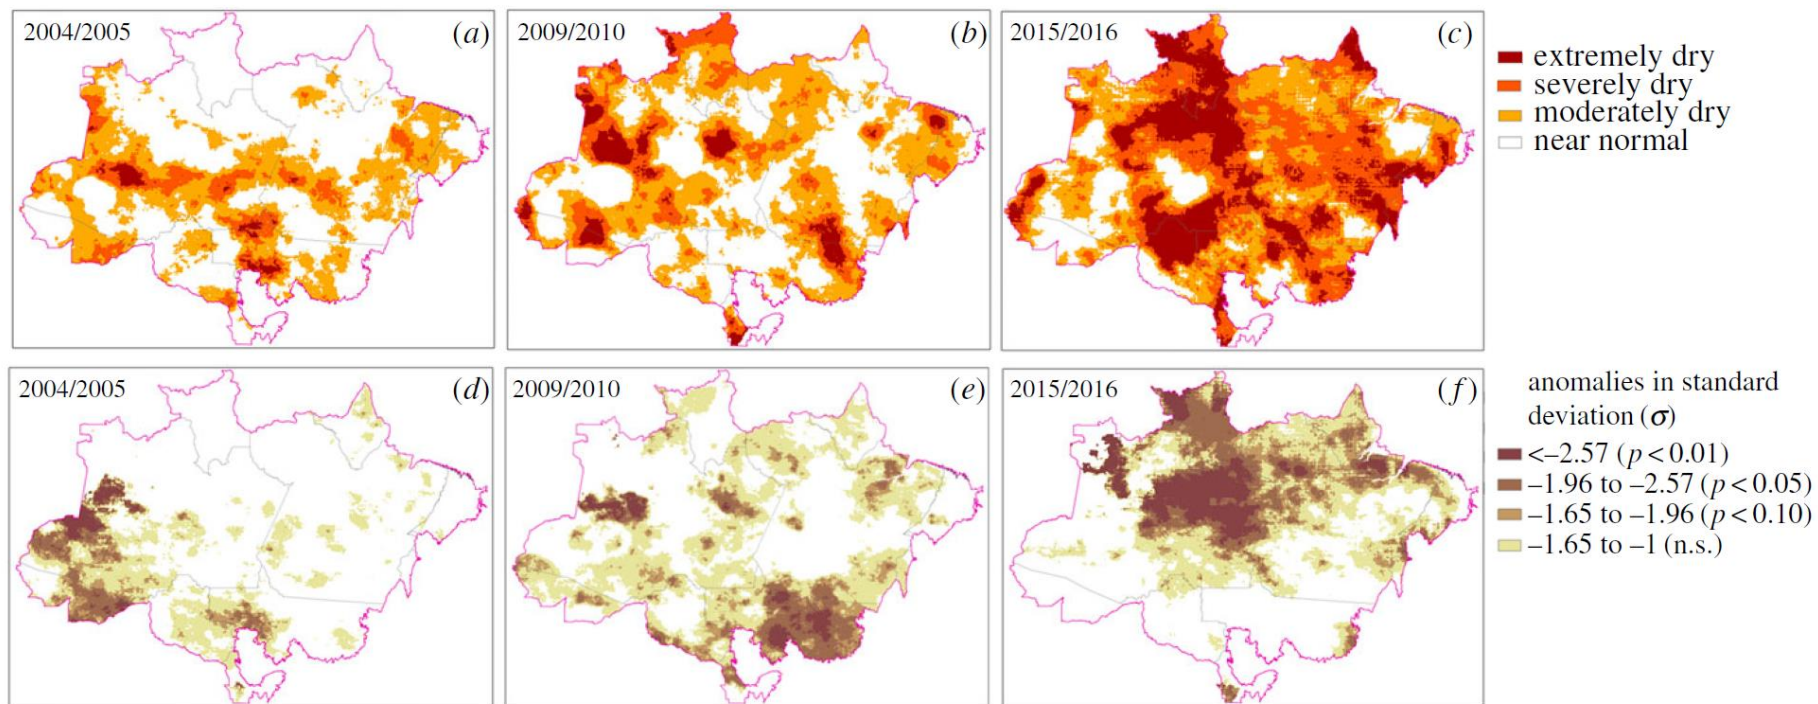 2004/2005 (a)
2009/2010 (b)
2015/2016 (c)
extremely dry
severely dry
moderately dry
near normal
2004/2005 (d)
2009/2010 (e)
2015/2016 (f)
anomalies in standard
deviation (σ)
<–2.57 (p < 0.01)
–1.96 to –2.57 (p < 0.05)
–1.65 to –1.96 (p < 0.10)
–1.65 to –1 (n.s.)